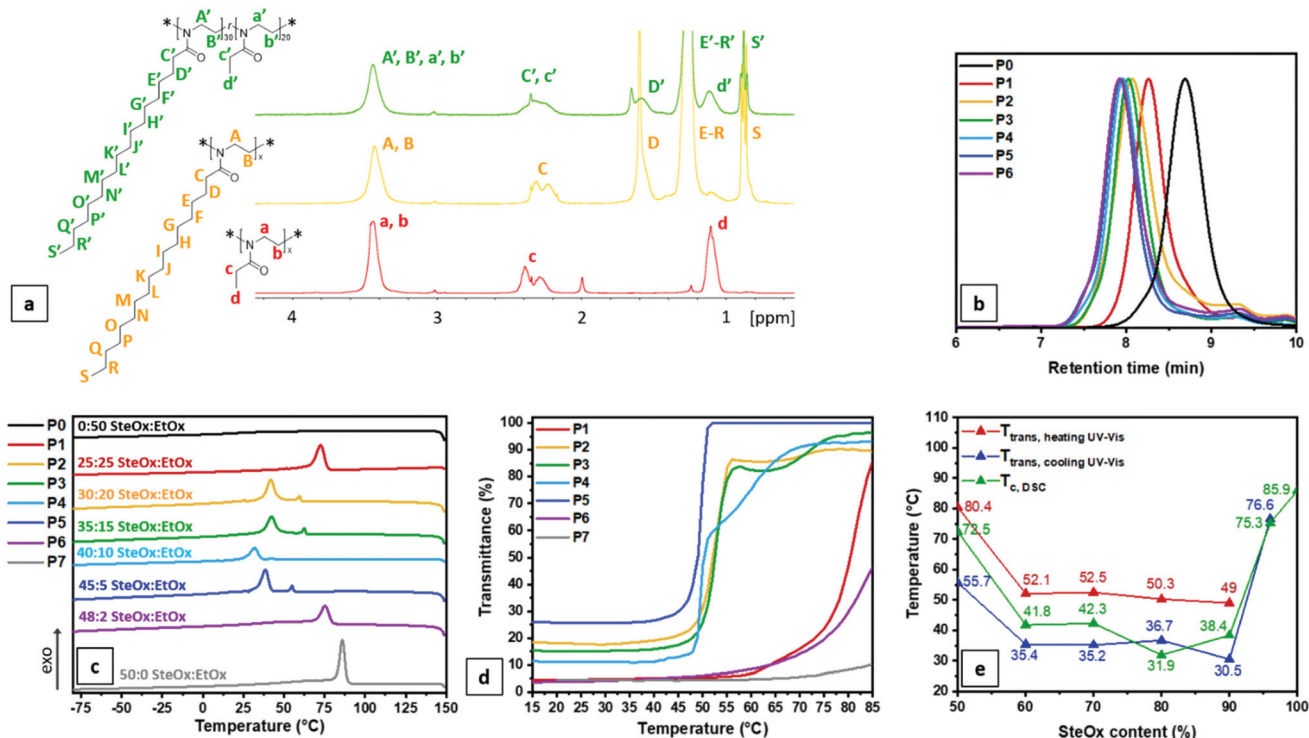 * N A' B' 30 r N a' b' 20 *
C' O c' O
D' d'
E'
F'
G'
H'
I'
J'
K'
L'
M'
N'
O'
P'
Q'
R'
S'
A', B', a', b' C', c' D' E'-R' d' S'
* N A B x *
C O
D
E
F
G
H
I
J
K
L
M
N
O
P
Q
R
S
A, B C D E-R S
* N a b x *
c O
d
a, b c d
4 3 2 1 [ppm]
a
P0
P1
P2
P3
P4
P5
P6
b
6 7 8 9 10
Retention time (min)
P0
P1
P2
P3
P4
P5
P6
P7
0:50 SteOx:EtOx
25:25 SteOx:EtOx
30:20 SteOx:EtOx
35:15 SteOx:EtOx
40:10 SteOx:EtOx
45:5 SteOx:EtOx
48:2 SteOx:EtOx
50:0 SteOx:EtOx
exo
c
-75 -50 -25 0 25 50 75 100 125 150
Temperature (°C)
Transmittance (%)
100
90
80
70
60
50
40
30
20
10
0
P1
P2
P3
P4
P5
P6
P7
d
15 20 25 30 35 40 45 50 55 60 65 70 75 80 85
Temperature (°C)
Temperature (°C)
110
100
90
80
70
60
50
40
30
20
T trans, heating UV-Vis
T trans, cooling UV-Vis
T c, DSC
80.4
72.5
55.7
52.1
41.8
35.4
52.5
42.3
35.2
50.3
36.7
31.9
49
38.4
30.5
76.6
75.3
85.9
e
50 60 70 80 90 100
SteOx content (%)